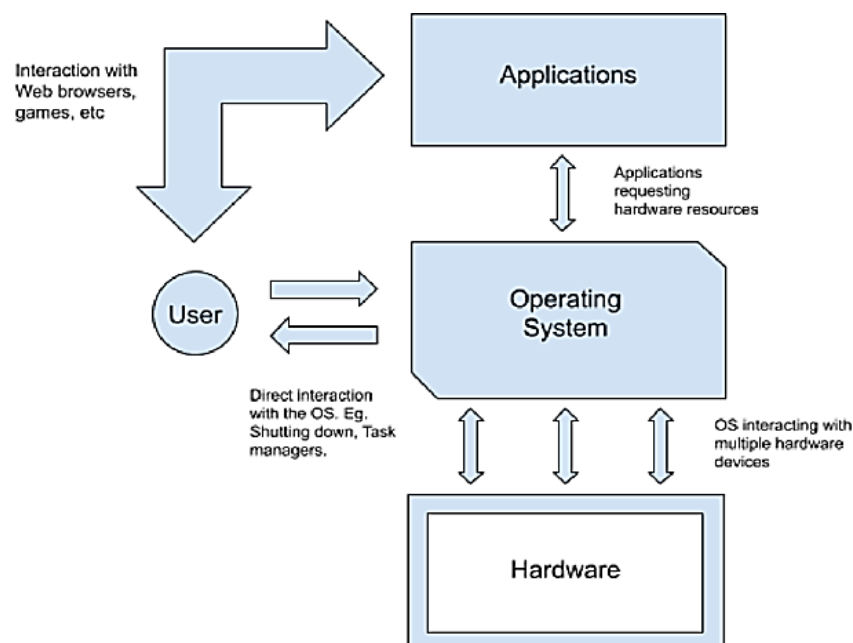 Interaction with
Web browsers,
games, etc
Applications
Applications
requesting
hardware resources
User
Operating
System
Direct Interaction
with the OS. Eg.
Shutting down, Task
managers.
OS interacting with
multiple hardware
devices
Hardware